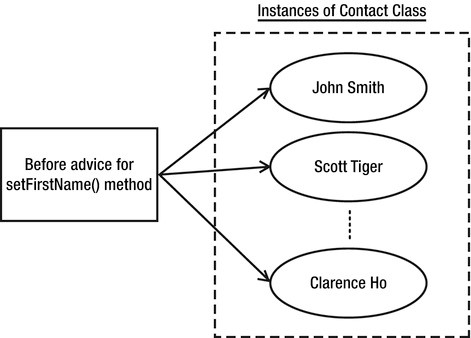 Instances of Contact Class
John Smith
Before advice for
setFirstName() method
Scott Tiger
Clarence Ho